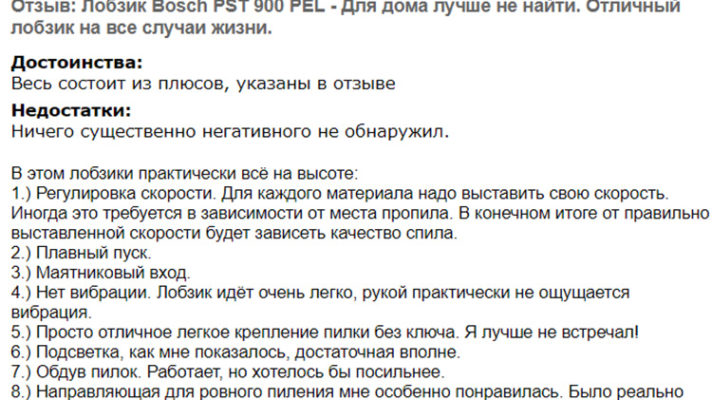 Отзыв: Лобзик Bosch PST 900 PEL - Для дома лучше не найти. Отличный
лобзик на все случаи жизни.
Достоинства:
Весь состоит из плюсов, указаны в отзыве
Недостатки:
Ничего существенно негативного не обнаружил.
В этом лобзики практически всё на высоте:
1.) Регулировка скорости. Для каждого материала надо выставить свою скорость.
Иногда это требуется в зависимости от места пропила. В конечном итоге от правильно
выставленной скорости будет зависеть качество спила.
2.) Плавный пуск.
3.) Маятниковый вход.
4.) Нет вибрации. Лобзик идёт очень легко, рукой практически не ощущается
вибрация.
5.) Просто отличное легкое крепление пилки без ключа. Я лучше не встречал!
6.) Подсветка, как мне показалось, достаточная вполне.
7.) Обдув пилок. Работает, но хотелось бы посильнее.
8.) Направляющая для ровного пиления мне особенно понравилась. Было реально